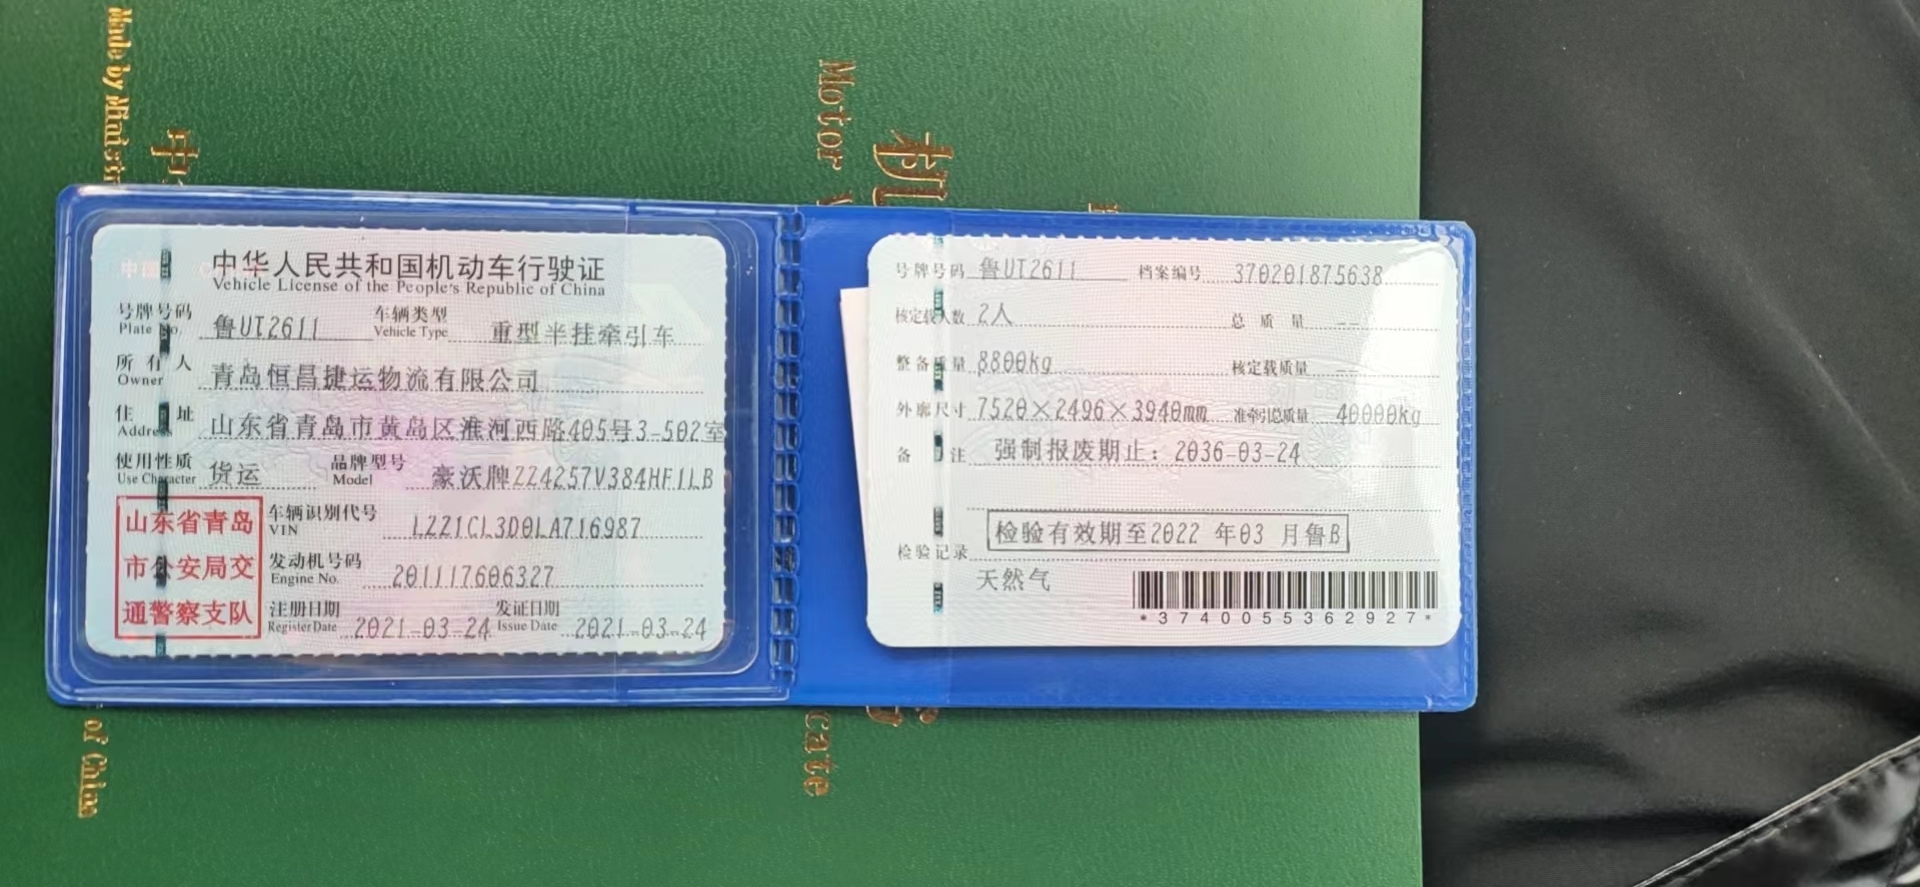 Made by Minist
中
Motor V
机
中华人民共和国机动车行驶证
Vehicle License of the People's Republic of China
号牌号码 鲁UT2611 车辆类型 重型半挂牵引车
Plate No. Vehicle Type
所有人 青岛恒昌捷运物流有限公司
Owner
住址 山东省青岛市黄岛区淮河西路405号3-502室
Address
使用性质 货运 品牌型号 豪沃牌ZZ4257V384HF1LB
Use Character Model
山东省青岛
市公安局交
通警察支队
车辆识别代号 LZZ1CL3D0LA716987
VIN
发动机号码 201117606327
Engine No.
注册日期 2021-03-24 发证日期 2021-03-24
Register Date Issue Date
号牌号码 鲁UT2611 档案编号 370201875638
核定载人数 2人 总质量 --
整备质量 8800kg 核定载质量 --
外廓尺寸 7520×2496×3940mm 准牵引总质量 40000kg
备注 强制报废期止：2036-03-24
检验有效期至2022 年03 月鲁B
检验记录
天然气
*3740055362927*
of China
cate